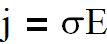 j = σE